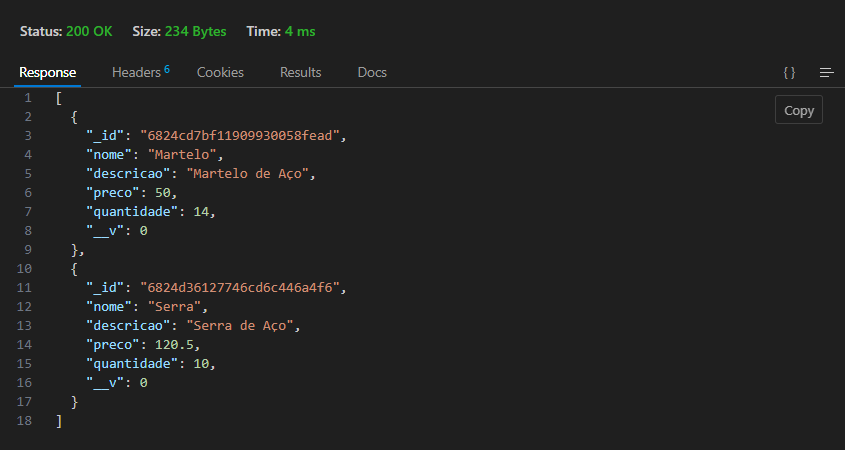 Status: 200 OK Size: 234 Bytes Time: 4 ms
Response Headers 6 Cookies Results Docs { }
Copy
1 [
2 {
3 "_id": "6824cd7bf11909930058fead",
4 "nome": "Martelo",
5 "descricao": "Martelo de Aço",
6 "preco": 50,
7 "quantidade": 14,
8 "__v": 0
9 },
10 {
11 "_id": "6824d36127746cd6c446a4f6",
12 "nome": "Serra",
13 "descricao": "Serra de Aço",
14 "preco": 120.5,
15 "quantidade": 10,
16 "__v": 0
17 }
18 ]